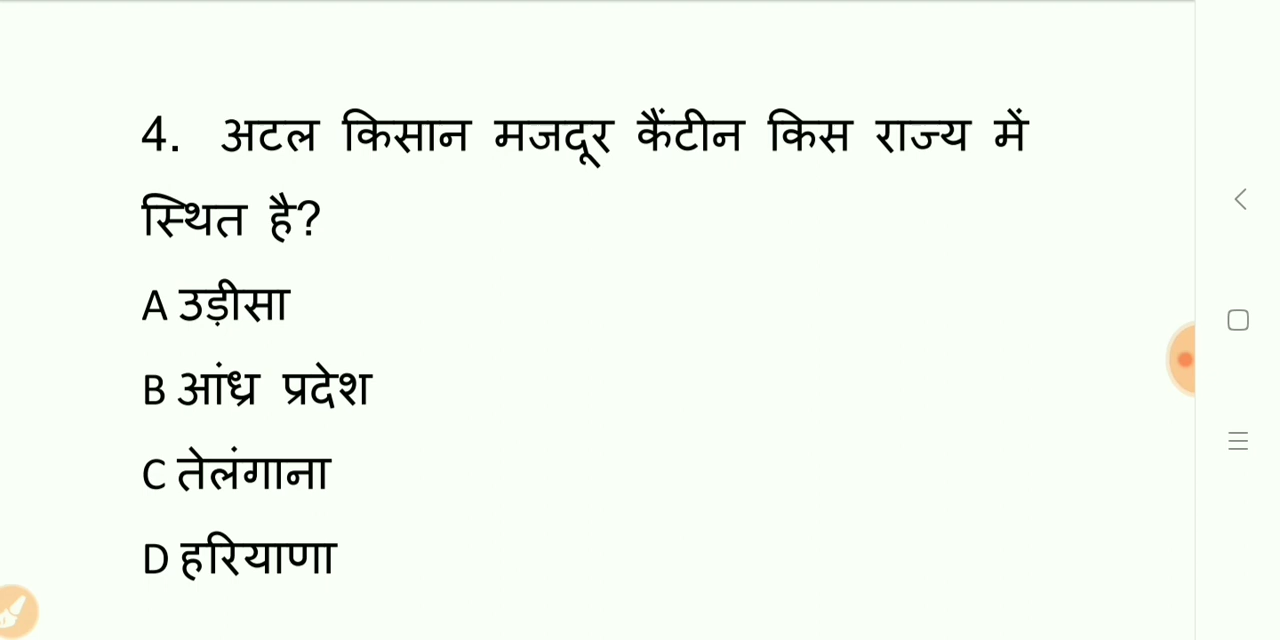 4. अटल किसान मजदूर कैंटीन किस राज्य में
स्थित है?
A उड़ीसा
B आंध्र प्रदेश
C तेलंगाना
D हरियाणा